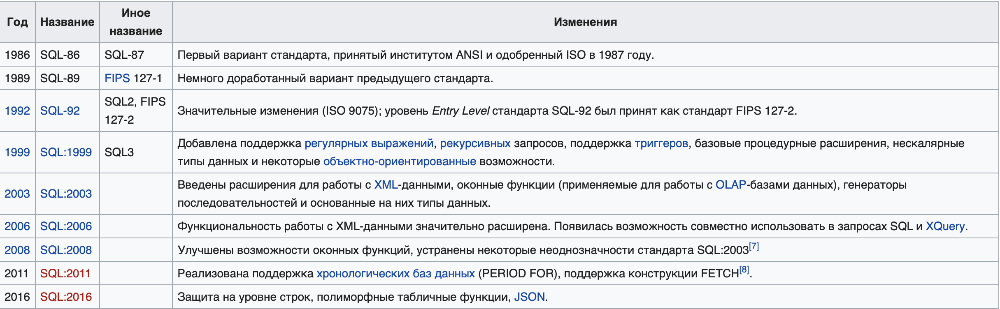 Год Название Иное название Изменения
1986 SQL-86 SQL-87 Первый вариант стандарта, принятый институтом ANSI и одобренный ISO в 1987 году.
1989 SQL-89 FIPS 127-1 Немного доработанный вариант предыдущего стандарта.
1992 SQL-92 SQL2, FIPS 127-2 Значительные изменения (ISO 9075); уровень Entry Level стандарта SQL-92 был принят как стандарт FIPS 127-2.
1999 SQL:1999 SQL3 Добавлена поддержка регулярных выражений, рекурсивных запросов, поддержка триггеров, базовые процедурные расширения, нескалярные
типы данных и некоторые объектно-ориентированные возможности.
2003 SQL:2003 Введены расширения для работы с XML-данными, оконные функции (применяемые для работы с OLAP-базами данных), генераторы
последовательностей и основанные на них типы данных.
2006 SQL:2006 Функциональность работы с XML-данными значительно расширена. Появилась возможность совместно использовать в запросах SQL и XQuery.
2008 SQL:2008 Улучшены возможности оконных функций, устранены некоторые неоднозначности стандарта SQL:2003[7]
2011 SQL:2011 Реализована поддержка хронологических баз данных (PERIOD FOR), поддержка конструкции FETCH[8].
2016 SQL:2016 Защита на уровне строк, полиморфные табличные функции, JSON.